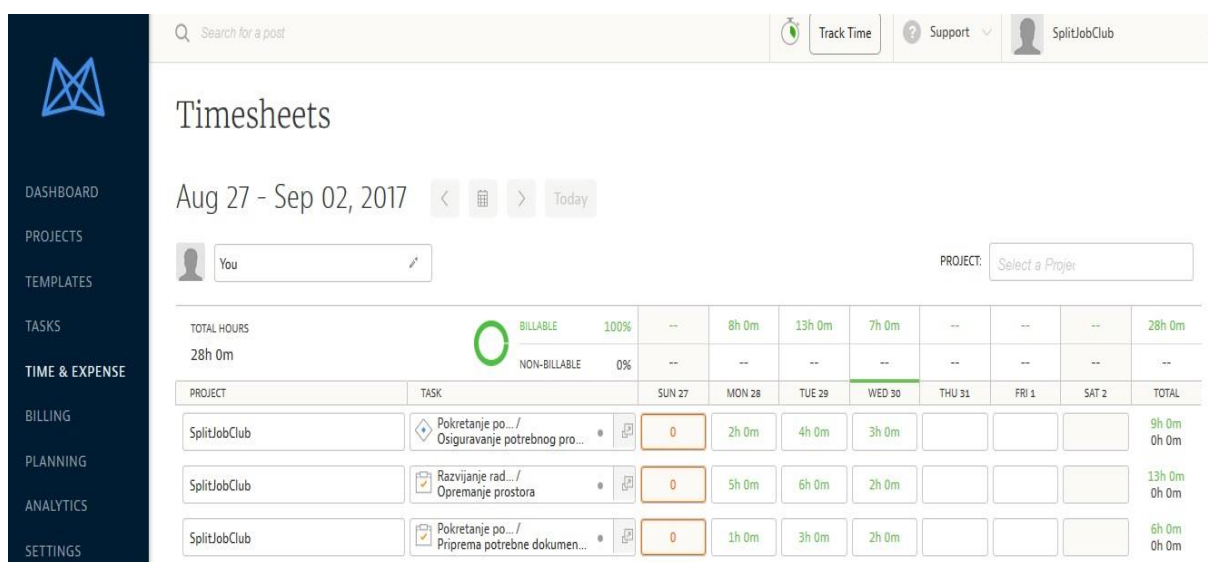 Search for a post
Track Time
Support
SplitJobClub
Timesheets
DASHBOARD
PROJECTS
TEMPLATES
TASKS
TIME & EXPENSE
BILLING
PLANNING
ANALYTICS
SETTINGS
Aug 27 - Sep 02, 2017
Today
You
PROJECT: Select a Projec
TOTAL HOURS
28h 0m
BILLABLE 100% -- 8h 0m 13h 0m 7h 0m -- -- -- 28h 0m
NON-BILLABLE 0% -- -- -- -- -- -- -- --
PROJECT TASK SUN 27 MON 28 TUE 29 WED 30 THU 31 FRI 1 SAT 2 TOTAL
SplitJobClub
Pokretanje po... /
Osiguravanje potrebnog pro...
0 2h 0m 4h 0m 3h 0m
9h 0m
0h 0m
SplitJobClub
Razvijanje rad... /
Opremanje prostora
0 5h 0m 6h 0m 2h 0m
13h 0m
0h 0m
SplitJobClub
Pokretanje po... /
Priprema potrebne dokumen...
0 1h 0m 3h 0m 2h 0m
6h 0m
0h 0m